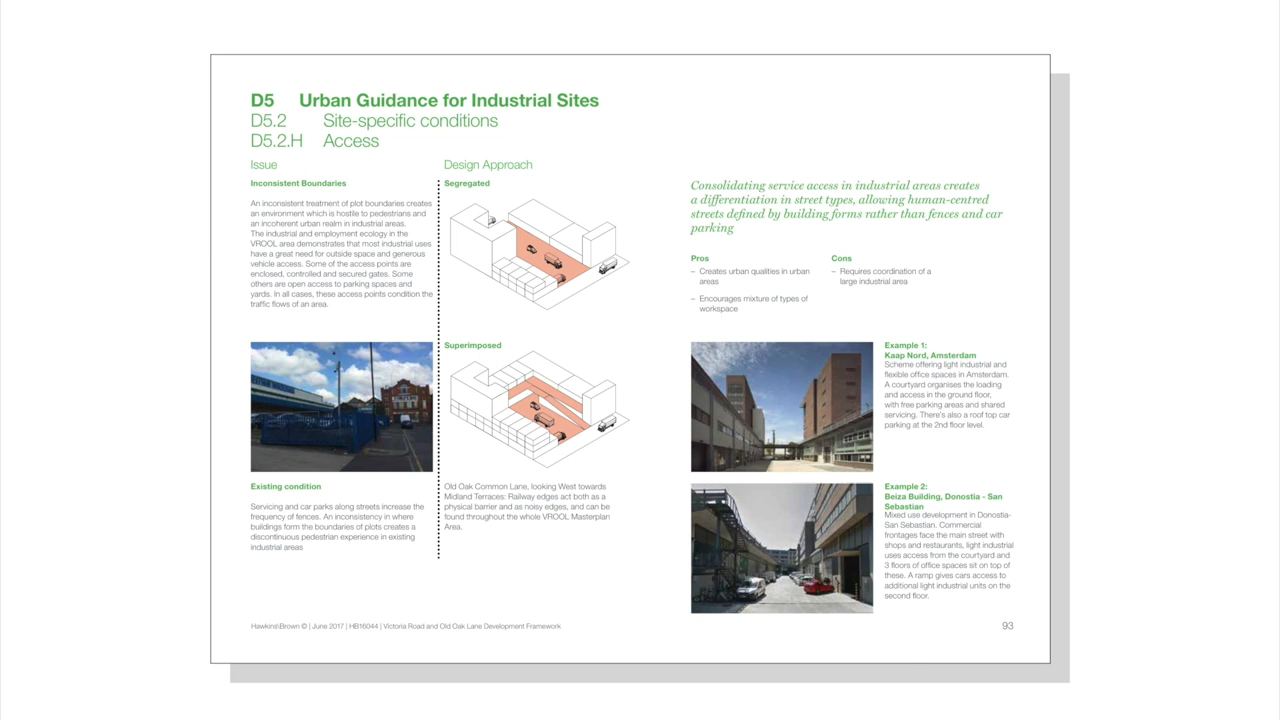 D5 Urban Guidance for Industrial Sites
D5.2 Site-specific conditions
D5.2.H Access
Issue
Inconsistent Boundaries
An inconsistent treatment of plot boundaries creates
an environment which is hostile to pedestrians and
an incoherent urban realm in industrial areas.
The industrial and employment ecology in the
VROOL area demonstrates that most industrial uses
have a great need for outside space and generous
vehicle access. Some of the access points are
enclosed, controlled and secured gates. Some
others are open access to parking spaces and
yards. In all cases, these access points condition the
traffic flows of an area.
Existing condition
Servicing and car parks along streets increase the
frequency of fences. An inconsistency in where
buildings form the boundaries of plots creates a
discontinuous pedestrian experience in existing
industrial areas
Design Approach
Segregated
Superimposed
Old Oak Common Lane, looking West towards
Midland Terraces: Railway edges act both as a
physical barrier and as noisy edges, and can be
found throughout the whole VROOL Masterplan
Area.
Consolidating service access in industrial areas creates
a differentiation in street types, allowing human-centred
streets defined by building forms rather than fences and car
parking
Pros
– Creates urban qualities in urban
areas
– Encourages mixture of types of
workspace
Cons
– Requires coordination of a
large industrial area
Example 1:
Kaap Nord, Amsterdam
Scheme offering light industrial and
flexible office spaces in Amsterdam.
A courtyard organises the loading
and access in the ground floor,
with free parking areas and shared
servicing. There's also a roof top car
parking at the 2nd floor level.
Example 2:
Beiza Building, Donostia - San
Sebastian
Mixed use development in Donostia-
San Sebastian. Commercial
frontages face the main street with
shops and restaurants, light industrial
uses access from the courtyard and
3 floors of office spaces sit on top of
these. A ramp gives cars access to
additional light industrial units on the
second floor.
Hawkins\Brown © | June 2017 | HB16044 | Victoria Road and Old Oak Lane Development Framework
93